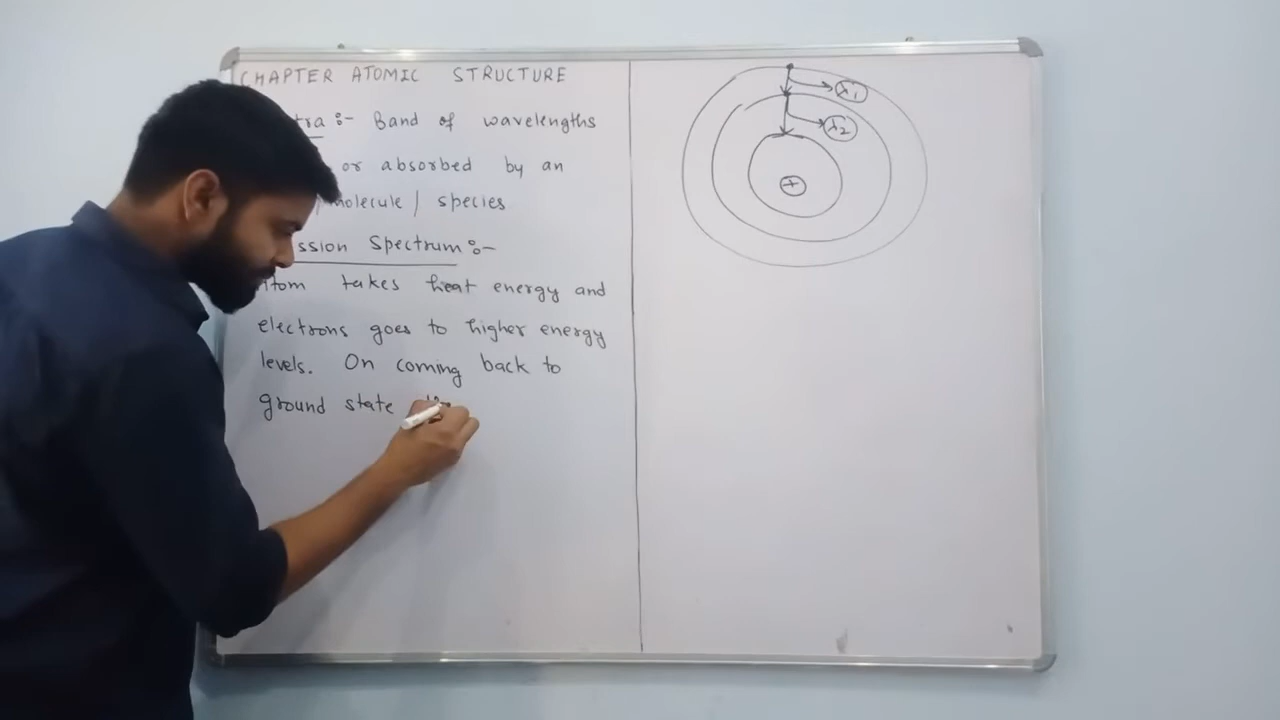 CHAPTER ATOMIC STRUCTURE
:- Band of wavelengths
or absorbed by an
molecule / species
Spectrum :-
takes heat energy and
electrons goes to higher energy
levels. On coming back to
ground state
λ1
λ2
+